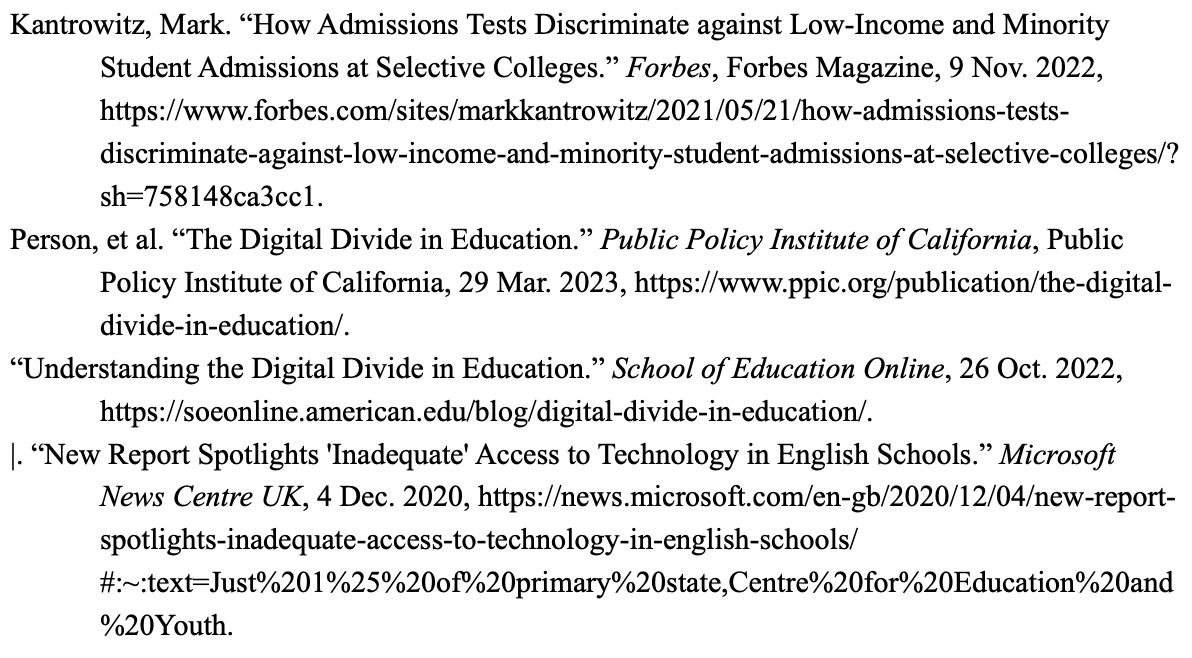 Kantrowitz, Mark. “How Admissions Tests Discriminate against Low-Income and Minority
Student Admissions at Selective Colleges.” Forbes, Forbes Magazine, 9 Nov. 2022,
https://www.forbes.com/sites/markkantrowitz/2021/05/21/how-admissions-tests-
discriminate-against-low-income-and-minority-student-admissions-at-selective-colleges/?
sh=758148ca3cc1.
Person, et al. “The Digital Divide in Education.” Public Policy Institute of California, Public
Policy Institute of California, 29 Mar. 2023, https://www.ppic.org/publication/the-digital-
divide-in-education/.
“Understanding the Digital Divide in Education.” School of Education Online, 26 Oct. 2022,
https://soeonline.american.edu/blog/digital-divide-in-education/.
|. “New Report Spotlights 'Inadequate' Access to Technology in English Schools.” Microsoft
News Centre UK, 4 Dec. 2020, https://news.microsoft.com/en-gb/2020/12/04/new-report-
spotlights-inadequate-access-to-technology-in-english-schools/
#:~:text=Just%201%25%20of%20primary%20state,Centre%20for%20Education%20and
%20Youth.